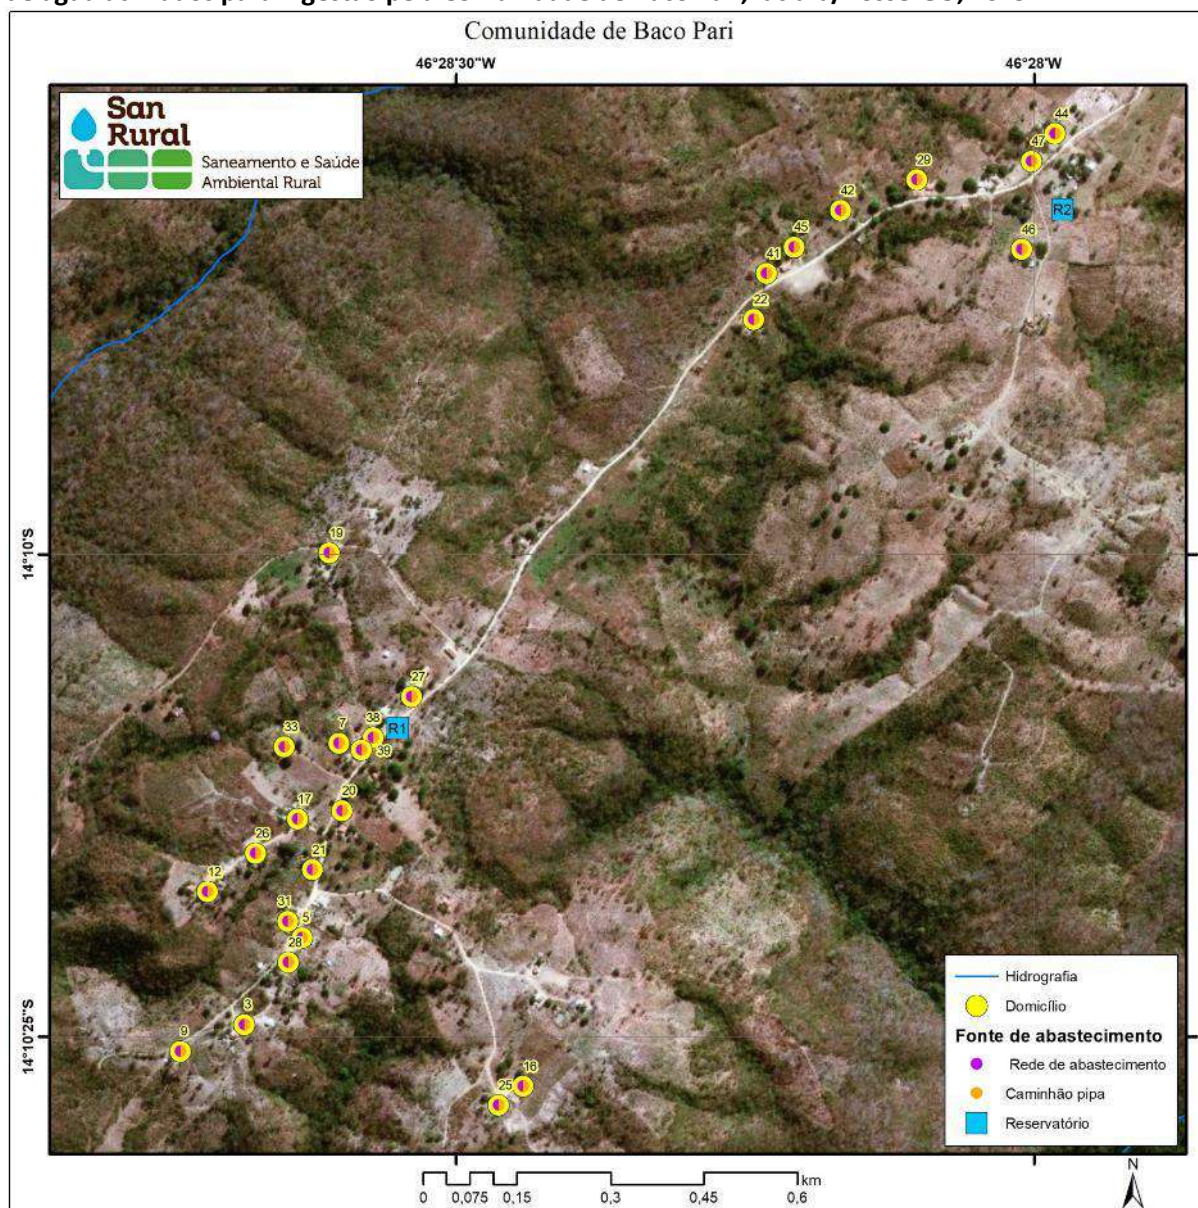 Comunidade de Baco Pari
46°28'30"W
46°28'W
San
Rural
Saneamento e Saúde
Ambiental Rural
44
47
29
42
R2
45
46
41
22
14°10'S
19
27
38
R1
7
33
39
20
17
26
21
12
31
5
28
3
9
14°10'25"S
16
25
Hidrografia
Domicílio
Fonte de abastecimento
Rede de abastecimento
Caminhão pipa
Reservatório
N
km
0 0,075 0,15 0,3 0,45 0,6